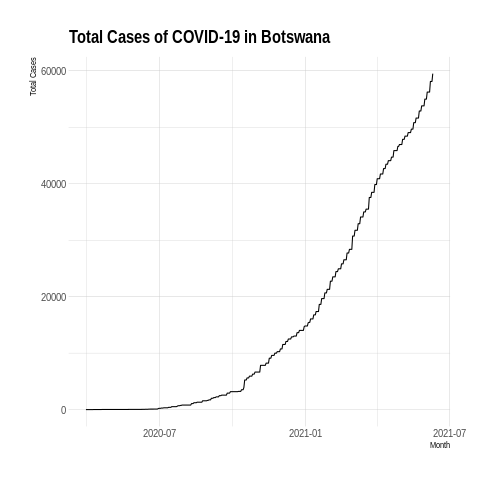 Total Cases of COVID-19 in Botswana
Total Cases
60000
40000
20000
0
2020-07
2021-01
2021-07
Month